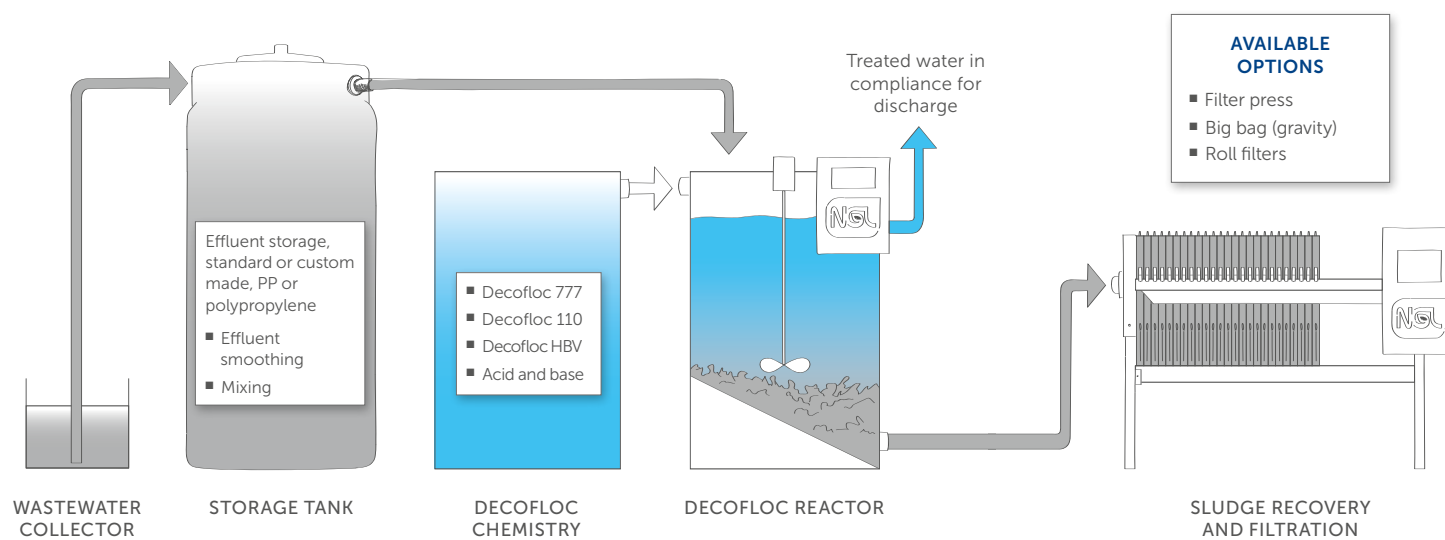 Treated water in
compliance for
discharge
AVAILABLE
OPTIONS
▪ Filter press
▪ Big bag (gravity)
▪ Roll filters
Effluent storage,
standard or custom
made, PP or
polypropylene
▪ Effluent
smoothing
▪ Mixing
▪ Decofloc 777
▪ Decofloc 110
▪ Decofloc HBV
▪ Acid and base
NGL
NGL
WASTEWATER
COLLECTOR
STORAGE TANK
DECOFLOC
CHEMISTRY
DECOFLOC REACTOR
SLUDGE RECOVERY
AND FILTRATION